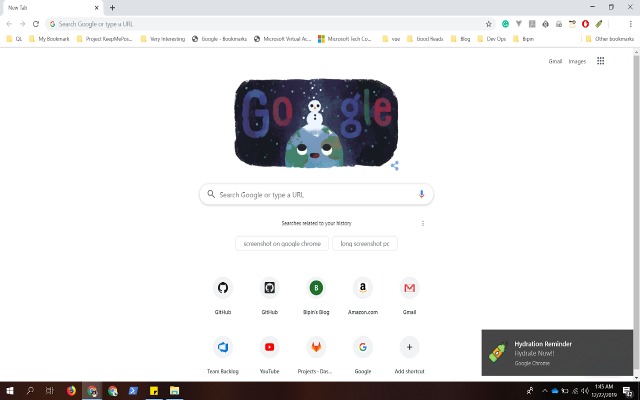 New Tab
Search Google or type a URL
QL
My Bookmark
Project KeepMePos...
Very Interesting
Google - Bookmarks
Microsoft Virtual Ac...
Microsoft Tech Co...
vue
Good Reads
Blog
Dev Ops
Bipin
Other bookmarks
Gmail
Images
Google
Search Google or type a URL
Searches related to your history
screenshot on google chrome
long screenshot pc
GitHub
GitHub
B
Bipin's Blog
Amazon.com
Gmail
Team Backlog
YouTube
Projects - Das...
Google
Add shortcut
Hydration Reminder
Hydrate Now!!
Google Chrome
1:45 AM
12/22/2019